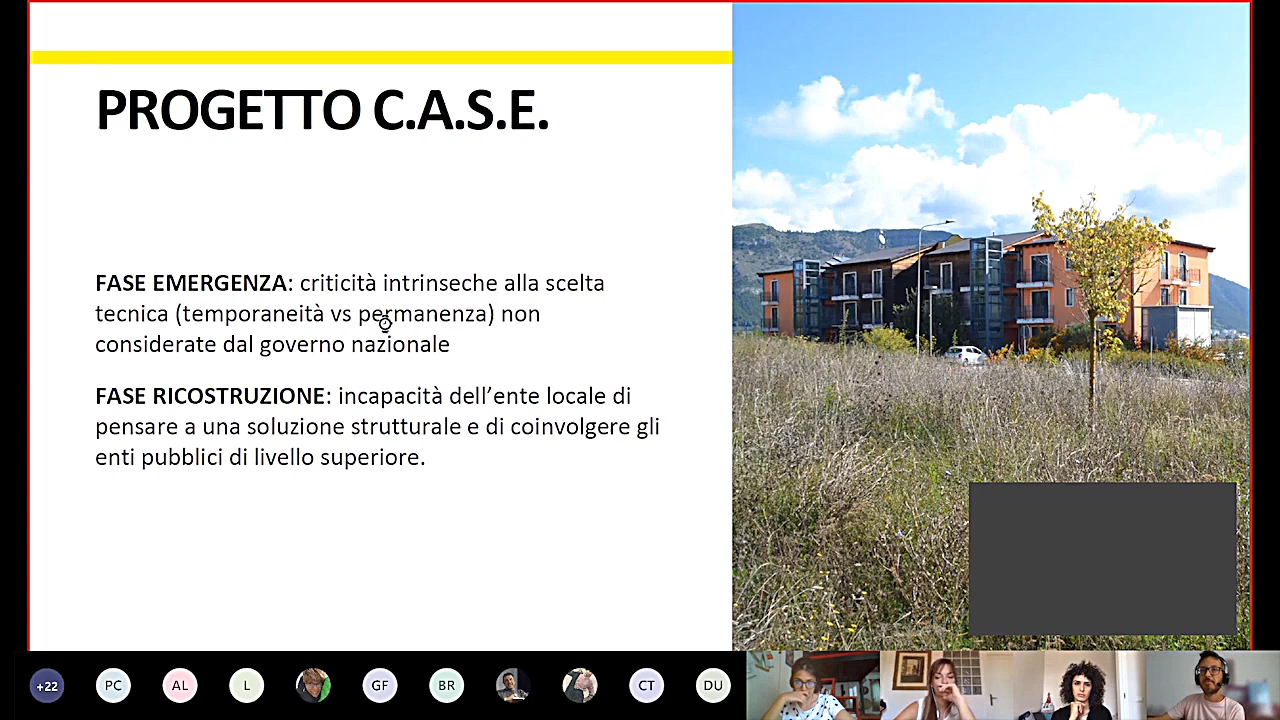 PROGETTO C.A.S.E.
FASE EMERGENZA: criticità intrinseche alla scelta
tecnica (temporaneità vs permanenza) non
considerate dal governo nazionale
FASE RICOSTRUZIONE: incapacità dell’ente locale di
pensare a una soluzione strutturale e di coinvolgere gli
enti pubblici di livello superiore.
+22 PC AL L GF BR CT DU